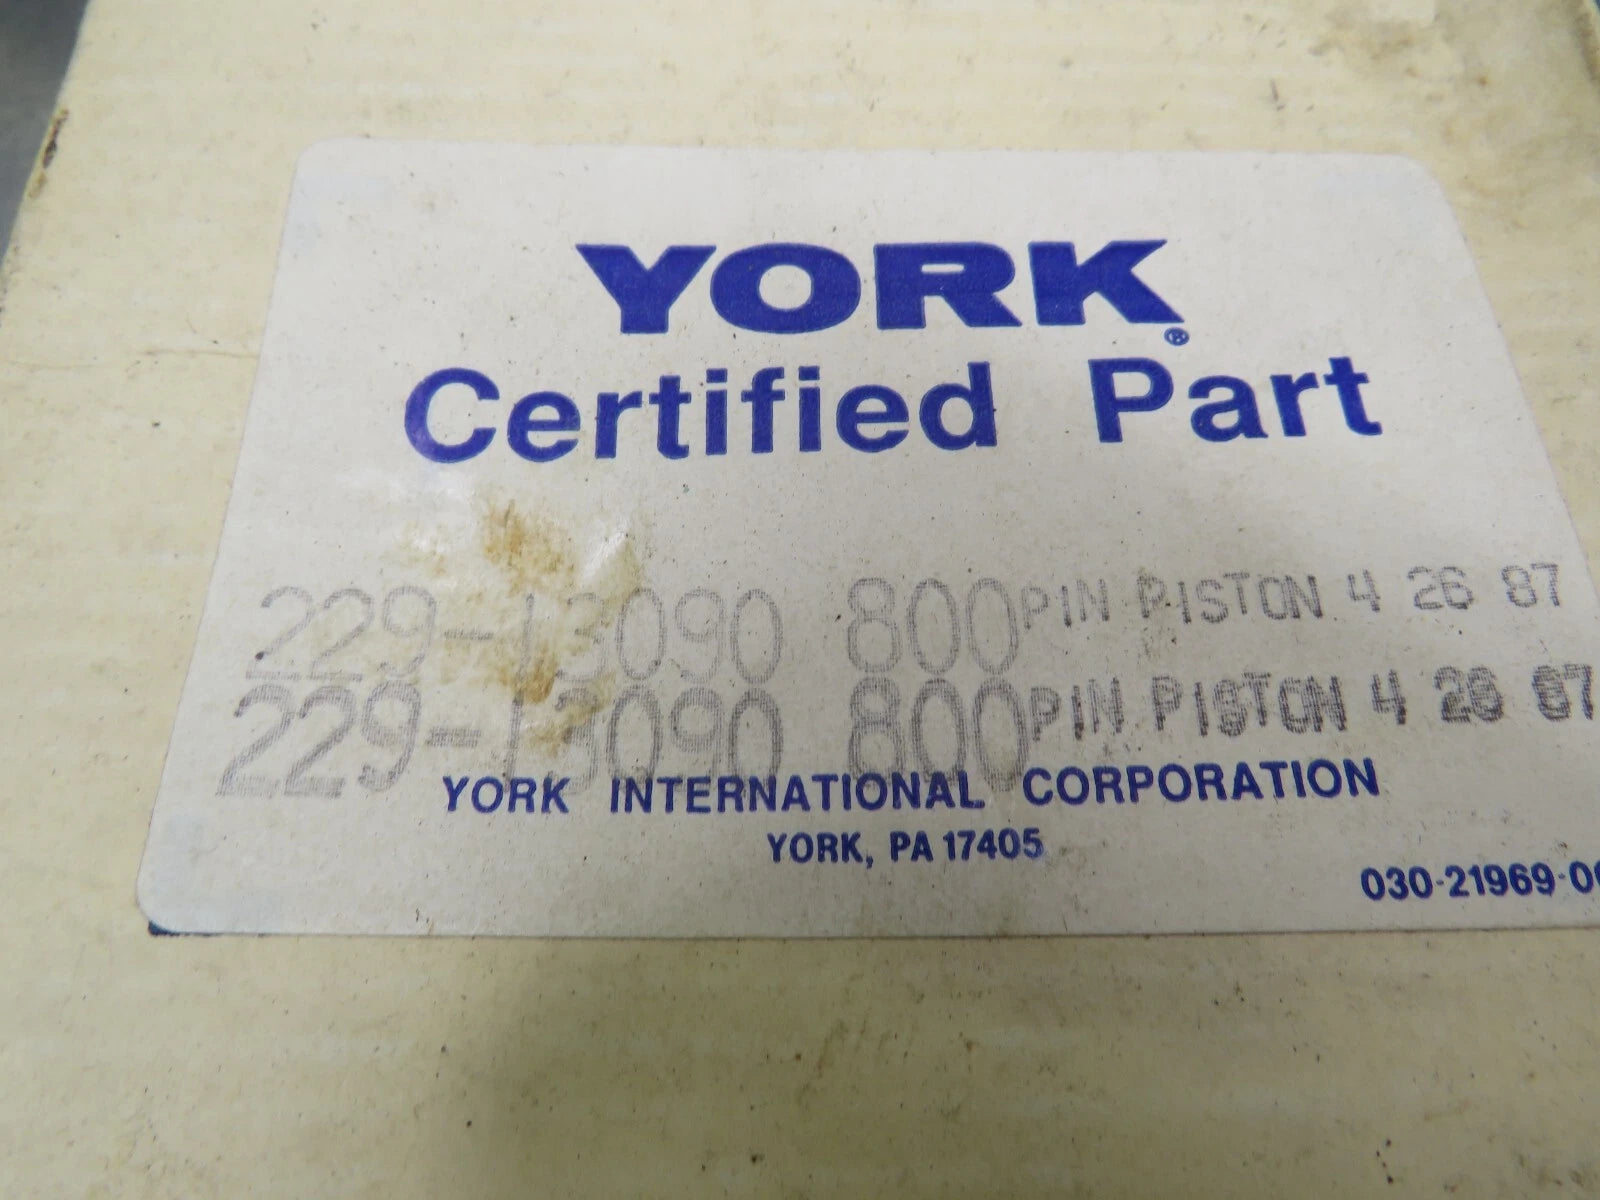 YORK®
Certified Part
229-13090 800 PIN PISTON 4 26 87
229-13090 800 PIN PISTON 4 26 87
YORK INTERNATIONAL CORPORATION
YORK, PA 17405
030-21969-00